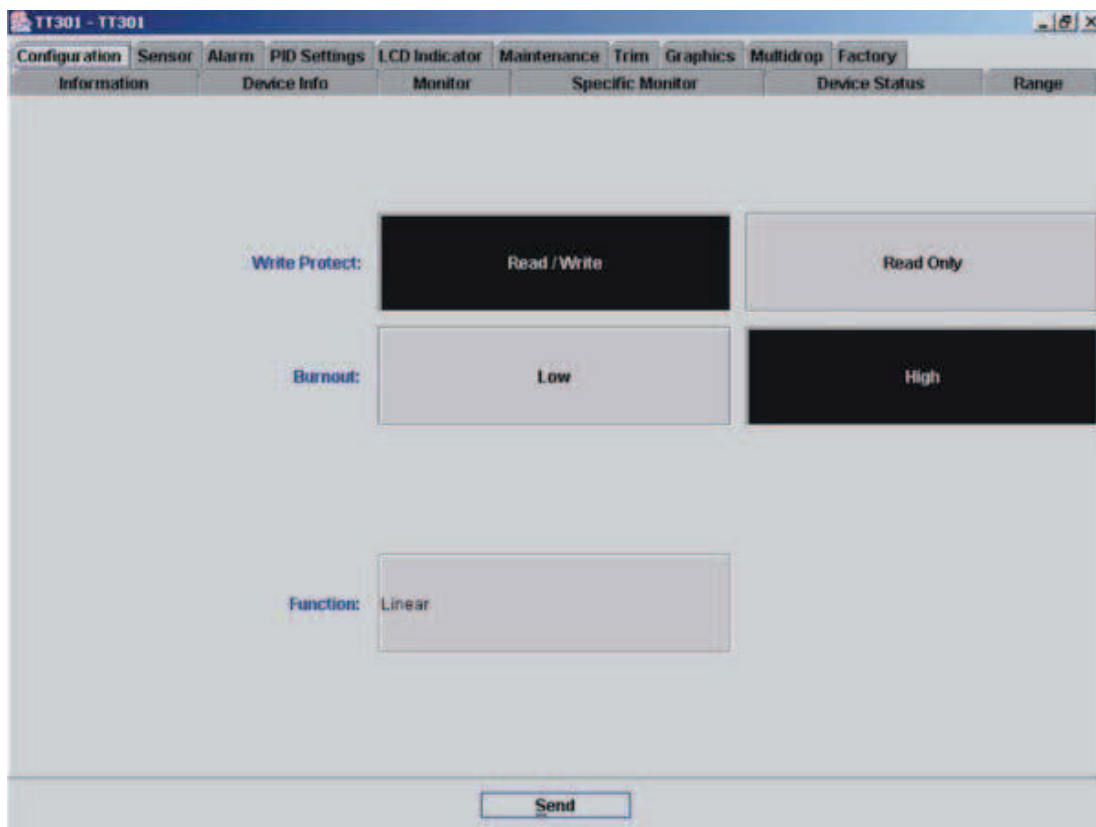 TT301 - TT301
Configuration Sensor Alarm PID Settings LCD Indicator Maintenance Trim Graphics Multidrop Factory
Information Device Info Monitor Specific Monitor Device Status Range
Write Protect: Read / Write Read Only
Burnout: Low High
Function: Linear
Send